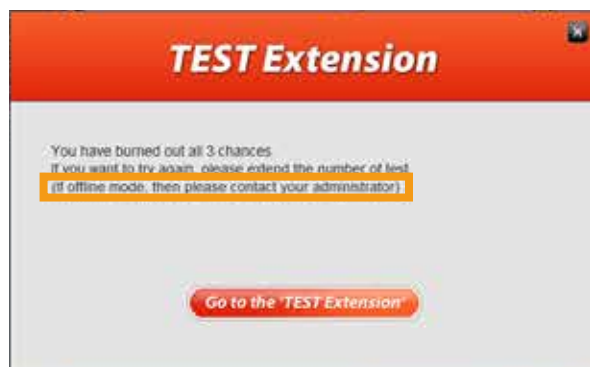 TEST Extension
You have burned out all 3 chances
If you want to try again, please extend the number of test
(If offline mode, then please contact your administrator)
Go to the 'TEST Extension'